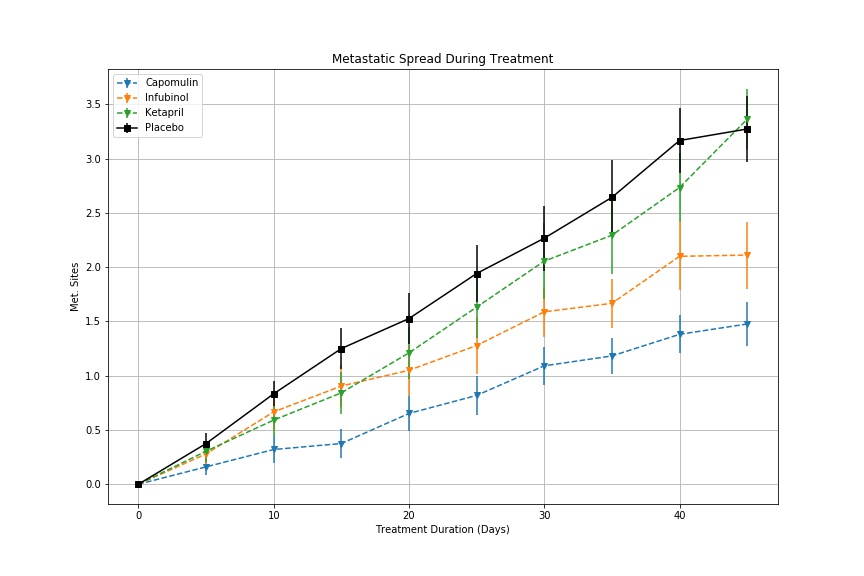 Metastatic Spread During Treatment
Capomulin
Infubinol
Ketapril
Placebo
3.5
3.0
2.5
2.0
1.5
1.0
0.5
0.0
Met. Sites
0 10 20 30 40
Treatment Duration (Days)